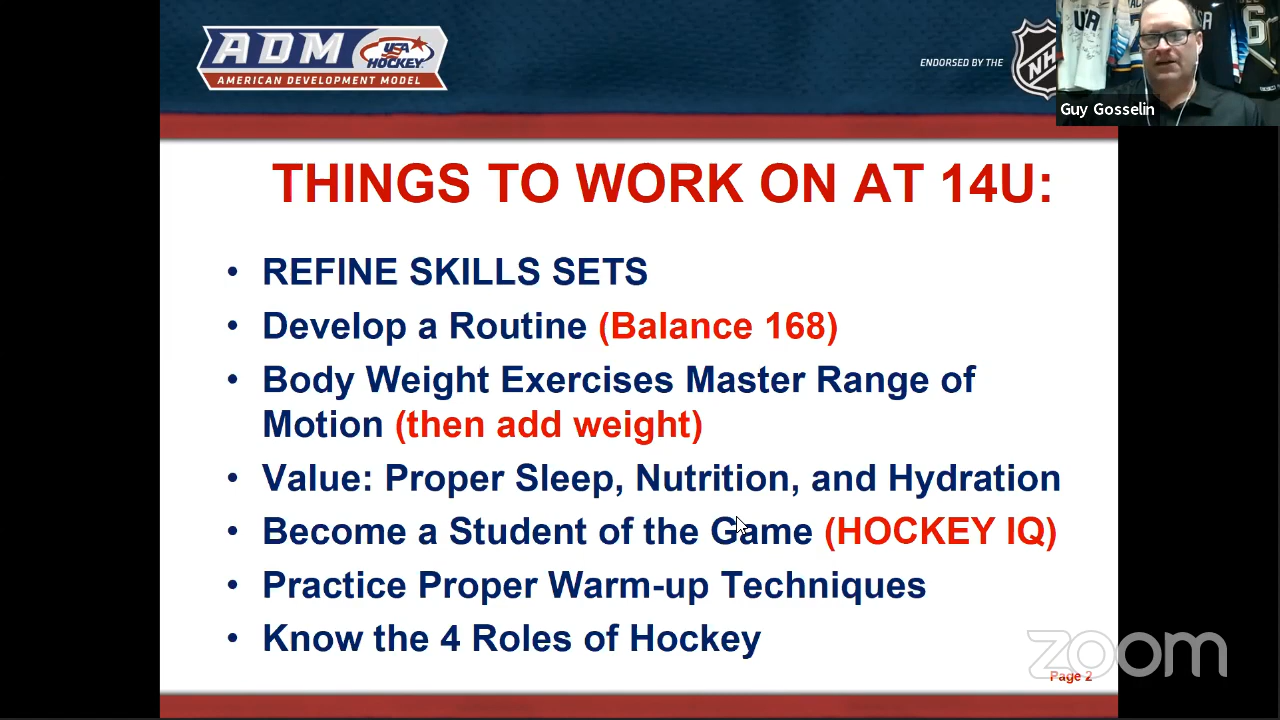 ADM
USA
HOCKEY
AMERICAN DEVELOPMENT MODEL
ENDORSED BY THE
NH
Guy Gosselin
THINGS TO WORK ON AT 14U:
• REFINE SKILLS SETS
• Develop a Routine (Balance 168)
• Body Weight Exercises Master Range of
Motion (then add weight)
• Value: Proper Sleep, Nutrition, and Hydration
• Become a Student of the Game (HOCKEY IQ)
• Practice Proper Warm-up Techniques
• Know the 4 Roles of Hockey
zoom
Page 2